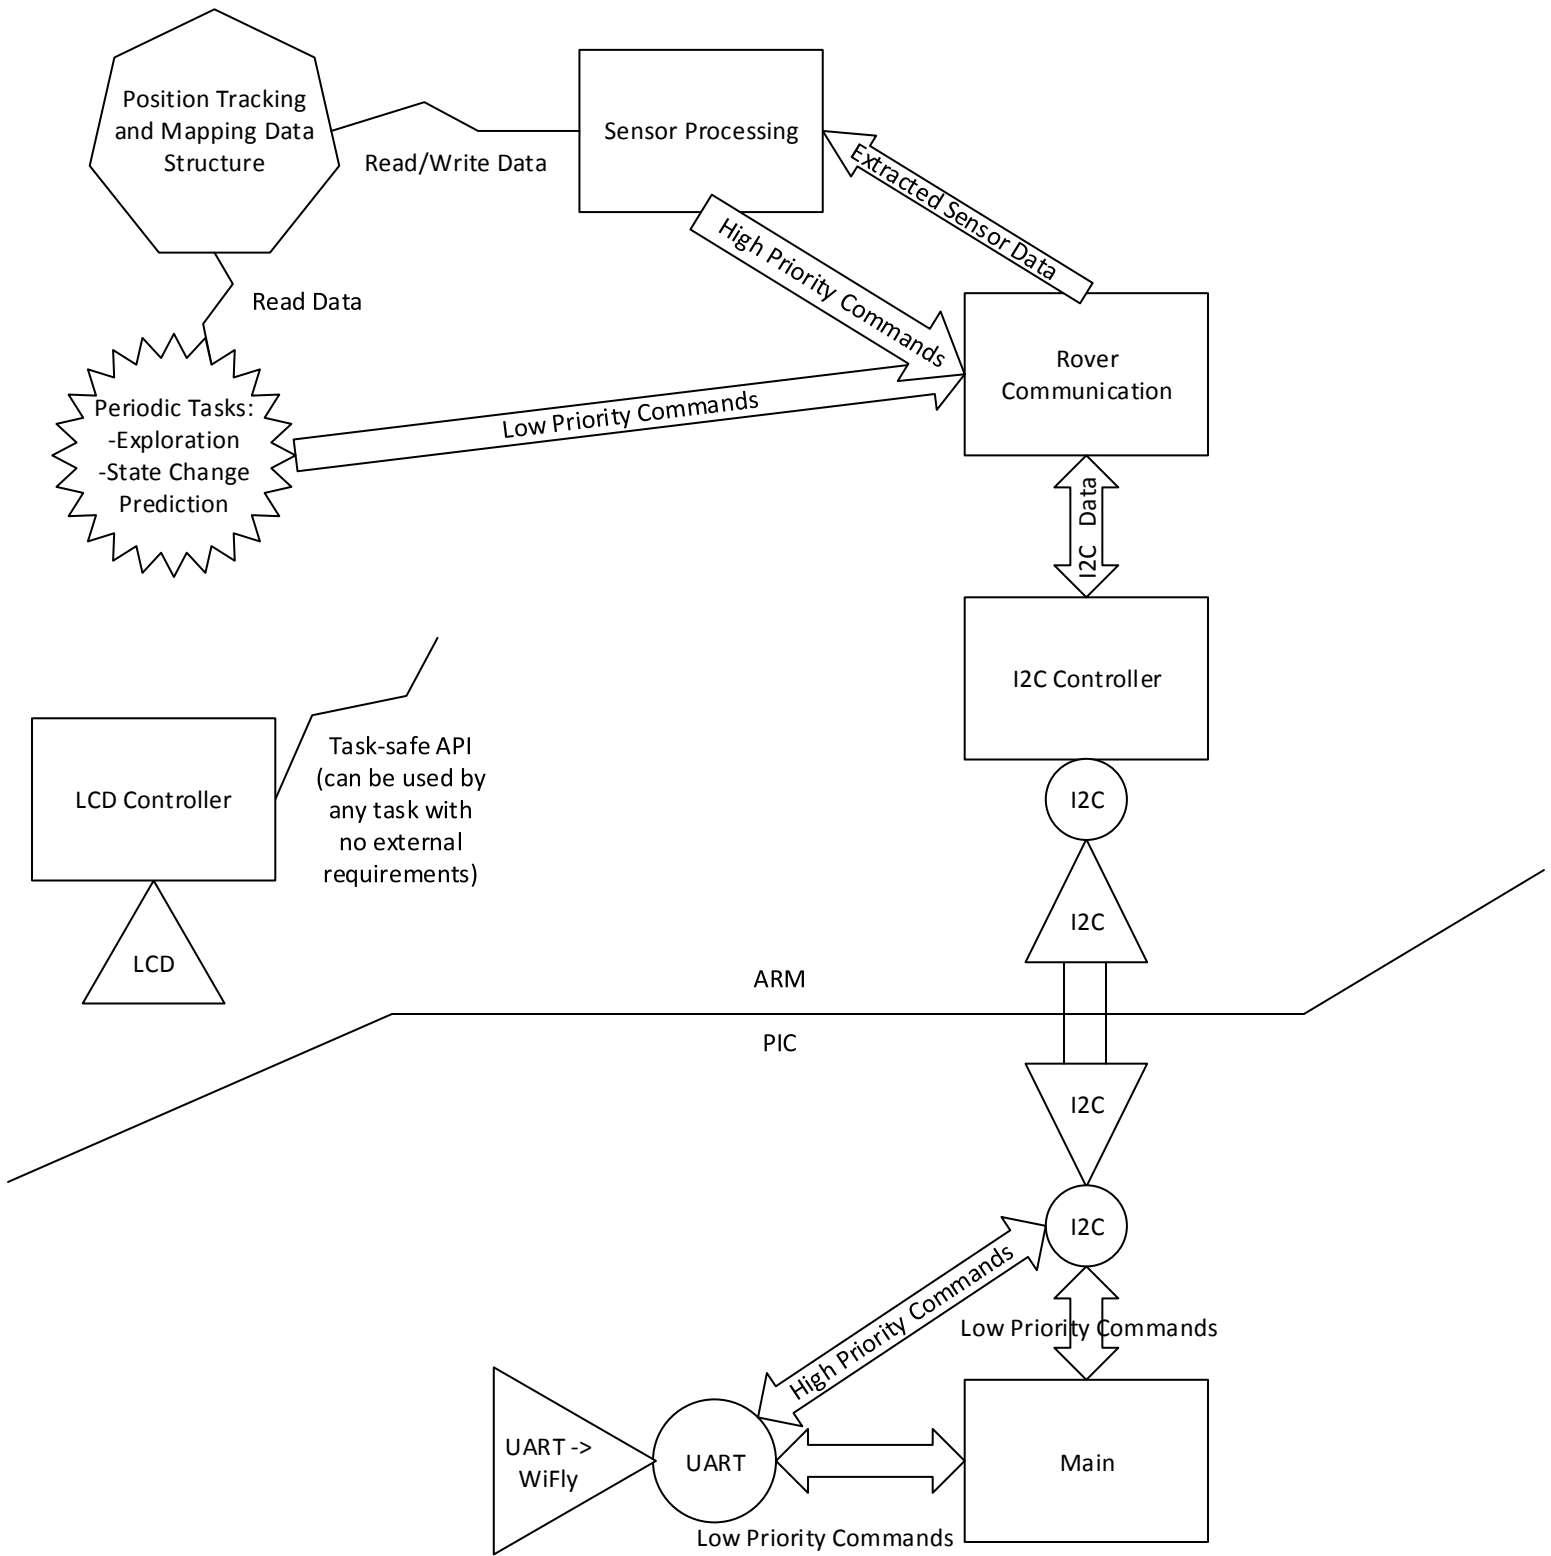 Position Tracking
and Mapping Data
Structure
Read/Write Data
Sensor Processing
Extracted Sensor Data
High Priority Commands
Read Data
Rover
Communication
Periodic Tasks:
-Exploration
-State Change
Prediction
Low Priority Commands
I2C Data
I2C Controller
Task-safe API
(can be used by
any task with
no external
requirements)
LCD Controller
LCD
I2C
I2C
ARM
PIC
I2C
I2C
High Priority Commands
Low Priority Commands
UART ->
WiFly
UART
Main
Low Priority Commands